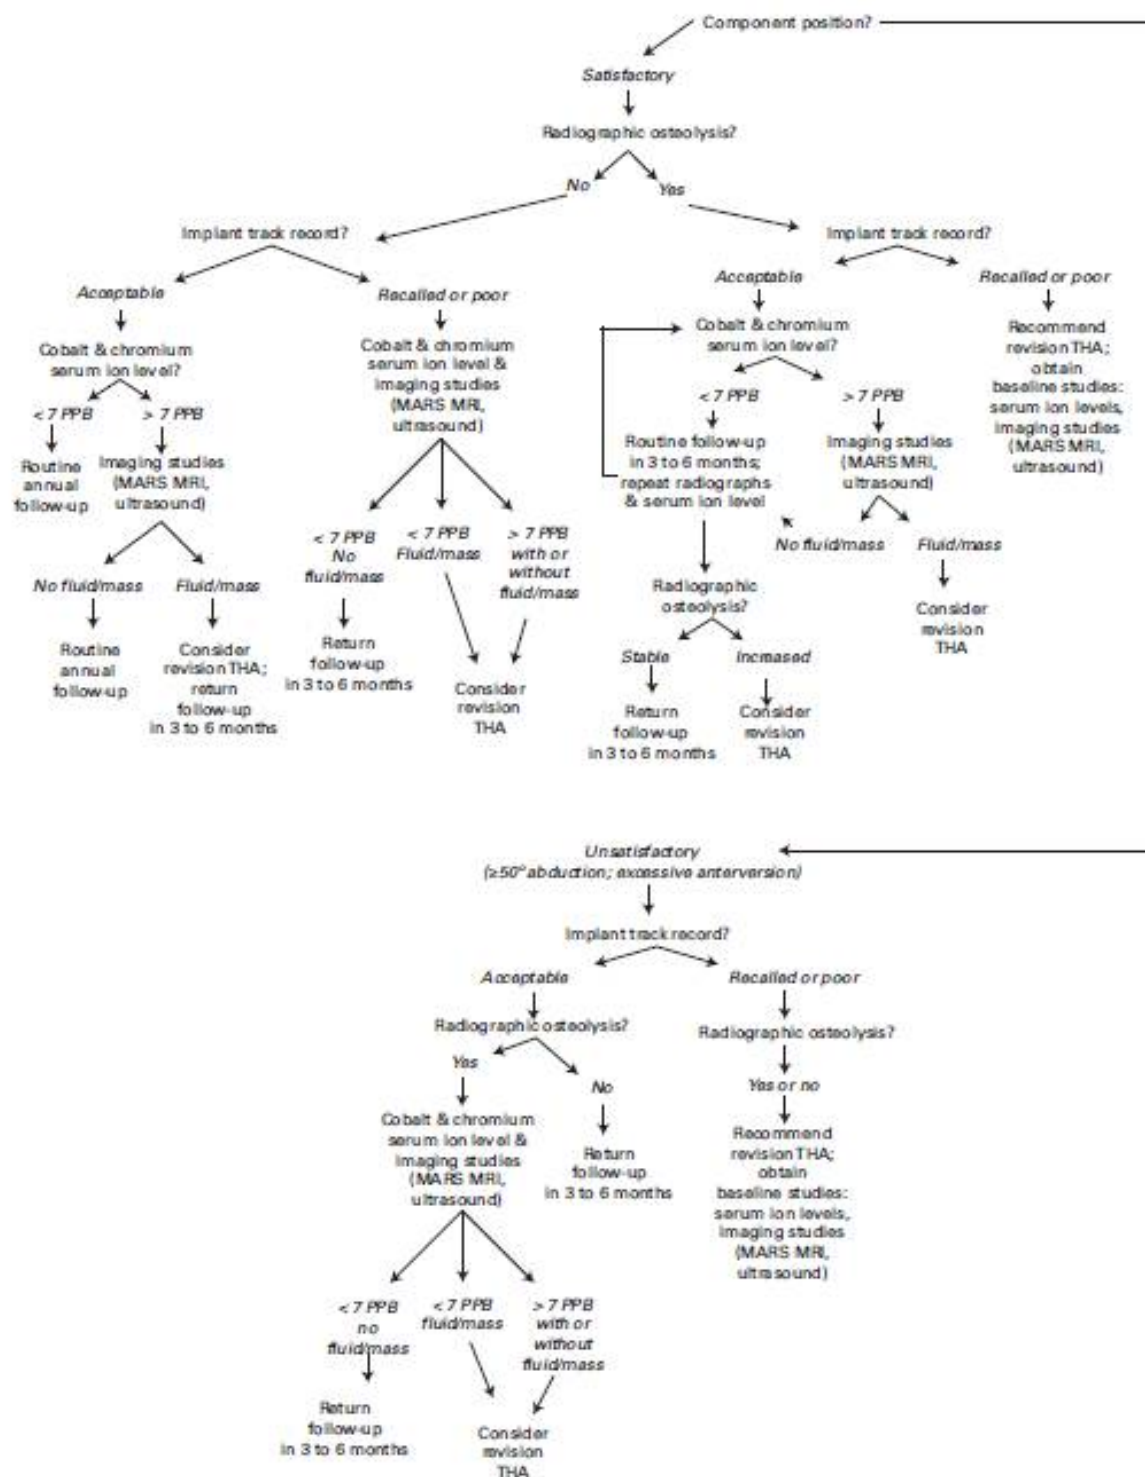 Component position?
Satisfactory
Radiographic osteolysis?
No
Yes
Implant track record?
Acceptable
Cobalt & chromium
serum ion level?
< 7 PPB
Routine
annual
follow-up
> 7 PPB
Imaging studies
(MARS MRI,
ultrasound)
No fluid/mass
Routine
annual
follow-up
Fluid/mass
Consider
revision THA;
return
follow-up
in 3 to 6 months
Recalled or poor
Cobalt & chromium
serum ion level &
imaging studies
(MARS MRI,
ultrasound)
< 7 PPB
No
fluid/mass
Return
follow-up
in 3 to 6 months
< 7 PPB
Fluid/mass
> 7 PPB
with or
without
fluid/mass
Consider
revision
THA
Implant track record?
Acceptable
Cobalt & chromium
serum ion level?
< 7 PPB
Routine follow-up
in 3 to 6 months;
repeat radiographs
& serum ion level
Radiographic
osteolysis?
Stable
Return
follow-up
in 3 to 6 months
Increased
Consider
revision
THA
> 7 PPB
Imaging studies
(MARS MRI,
ultrasound)
No fluid/mass
Fluid/mass
Consider
revision
THA
Recalled or poor
Recommend
revision THA;
obtain
baseline studies:
serum ion levels,
imaging studies
(MARS MRI,
ultrasound)
Unsatisfactory
(≥50° abduction; excessive anterversion)
Implant track record?
Acceptable
Radiographic osteolysis?
Yes
Cobalt & chromium
serum ion level &
imaging studies
(MARS MRI,
ultrasound)
< 7 PPB
no
fluid/mass
Return
follow-up
in 3 to 6 months
< 7 PPB
fluid/mass
> 7 PPB
with or
without
fluid/mass
Consider
revision
THA
No
Return
follow-up
in 3 to 6 months
Recalled or poor
Radiographic osteolysis?
Yes or no
Recommend
revision THA;
obtain
baseline studies:
serum ion levels,
imaging studies
(MARS MRI,
ultrasound)